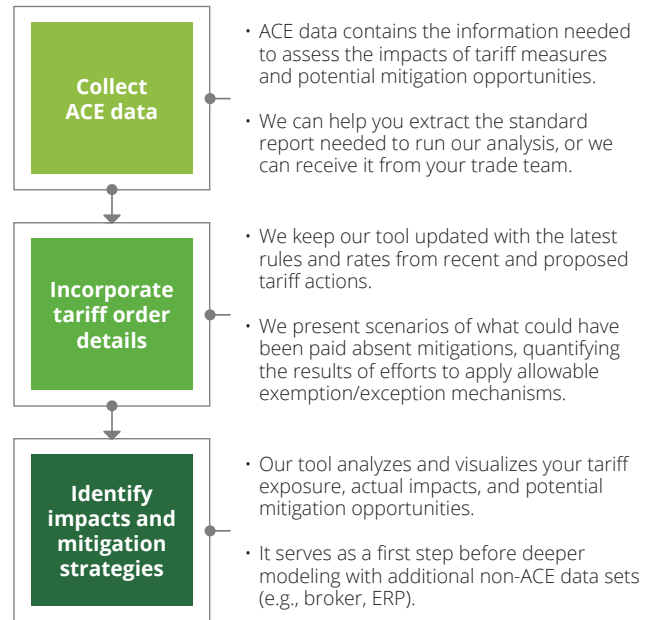 Collect
ACE data
• ACE data contains the information needed
to assess the impacts of tariff measures
and potential mitigation opportunities.
• We can help you extract the standard
report needed to run our analysis, or we
can receive it from your trade team.
Incorporate
tariff order
details
• We keep our tool updated with the latest
rules and rates from recent and proposed
tariff actions.
• We present scenarios of what could have
been paid absent mitigations, quantifying
the results of efforts to apply allowable
exemption/exception mechanisms.
Identify
impacts and
mitigation
strategies
• Our tool analyzes and visualizes your tariff
exposure, actual impacts, and potential
mitigation opportunities.
• It serves as a first step before deeper
modeling with additional non-ACE data sets
(e.g., broker, ERP).